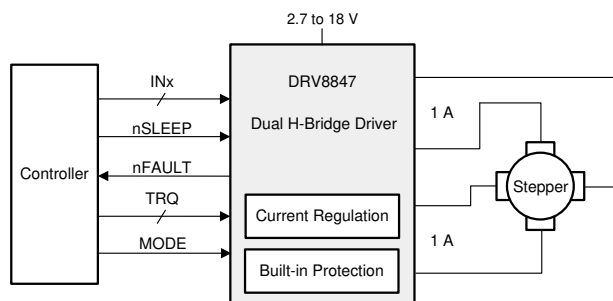 2.7 to 18 V
DRV8847
Dual H-Bridge Driver
Controller
INx
nSLEEP
nFAULT
TRQ
MODE
Current Regulation
Built-in Protection
1 A
1 A
Stepper